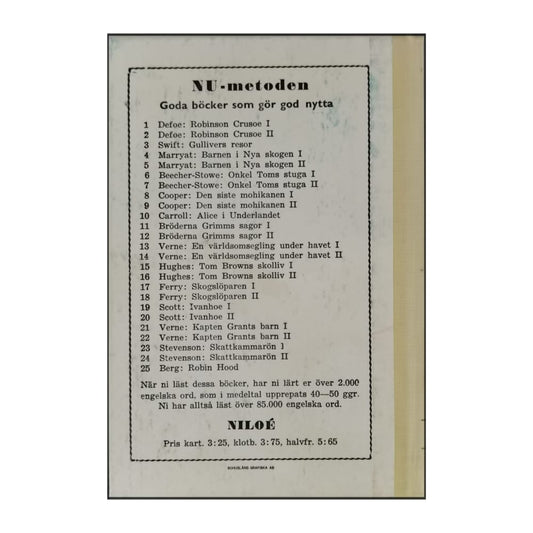 NU-metoden
Goda böcker som gör god nytta
1 Defoe: Robinson Crusoe I
2 Defoe: Robinson Crusoe II
3 Swift: Gullivers resor
4 Marryat: Barnen i Nya skogen I
5 Marryat: Barnen i Nya skogen II
6 Beecher-Stowe: Onkel Toms stuga I
7 Beecher-Stowe: Onkel Toms stuga II
8 Cooper: Den siste mohikanen I
9 Cooper: Den siste mohikanen II
10 Carroll: Alice i Underlandet
11 Bröderna Grimms sagor I
12 Bröderna Grimms sagor II
13 Verne: En världsomsegling under havet I
14 Verne: En världsomsegling under havet II
15 Hughes: Tom Browns skolliv I
16 Hughes: Tom Browns skolliv II
17 Ferry: Skogslöparen I
18 Ferry: Skogslöparen II
19 Scott: Ivanhoe I
20 Scott: Ivanhoe II
21 Verne: Kapten Grants barn I
22 Verne: Kapten Grants barn II
23 Stevenson: Skattkammarön I
24 Stevenson: Skattkammarön II
25 Berg: Robin Hood
När ni läst dessa böcker, har ni lärt er över 2.000
engelska ord, som i medeltal upprepats 40—50 ggr.
Ni har alltså läst över 85.000 engelska ord.
NILOÉ
Pris kart. 3:25, klotb. 3:75, halvfr. 5:65
BOHUSLÄNS GRAFISKA AB